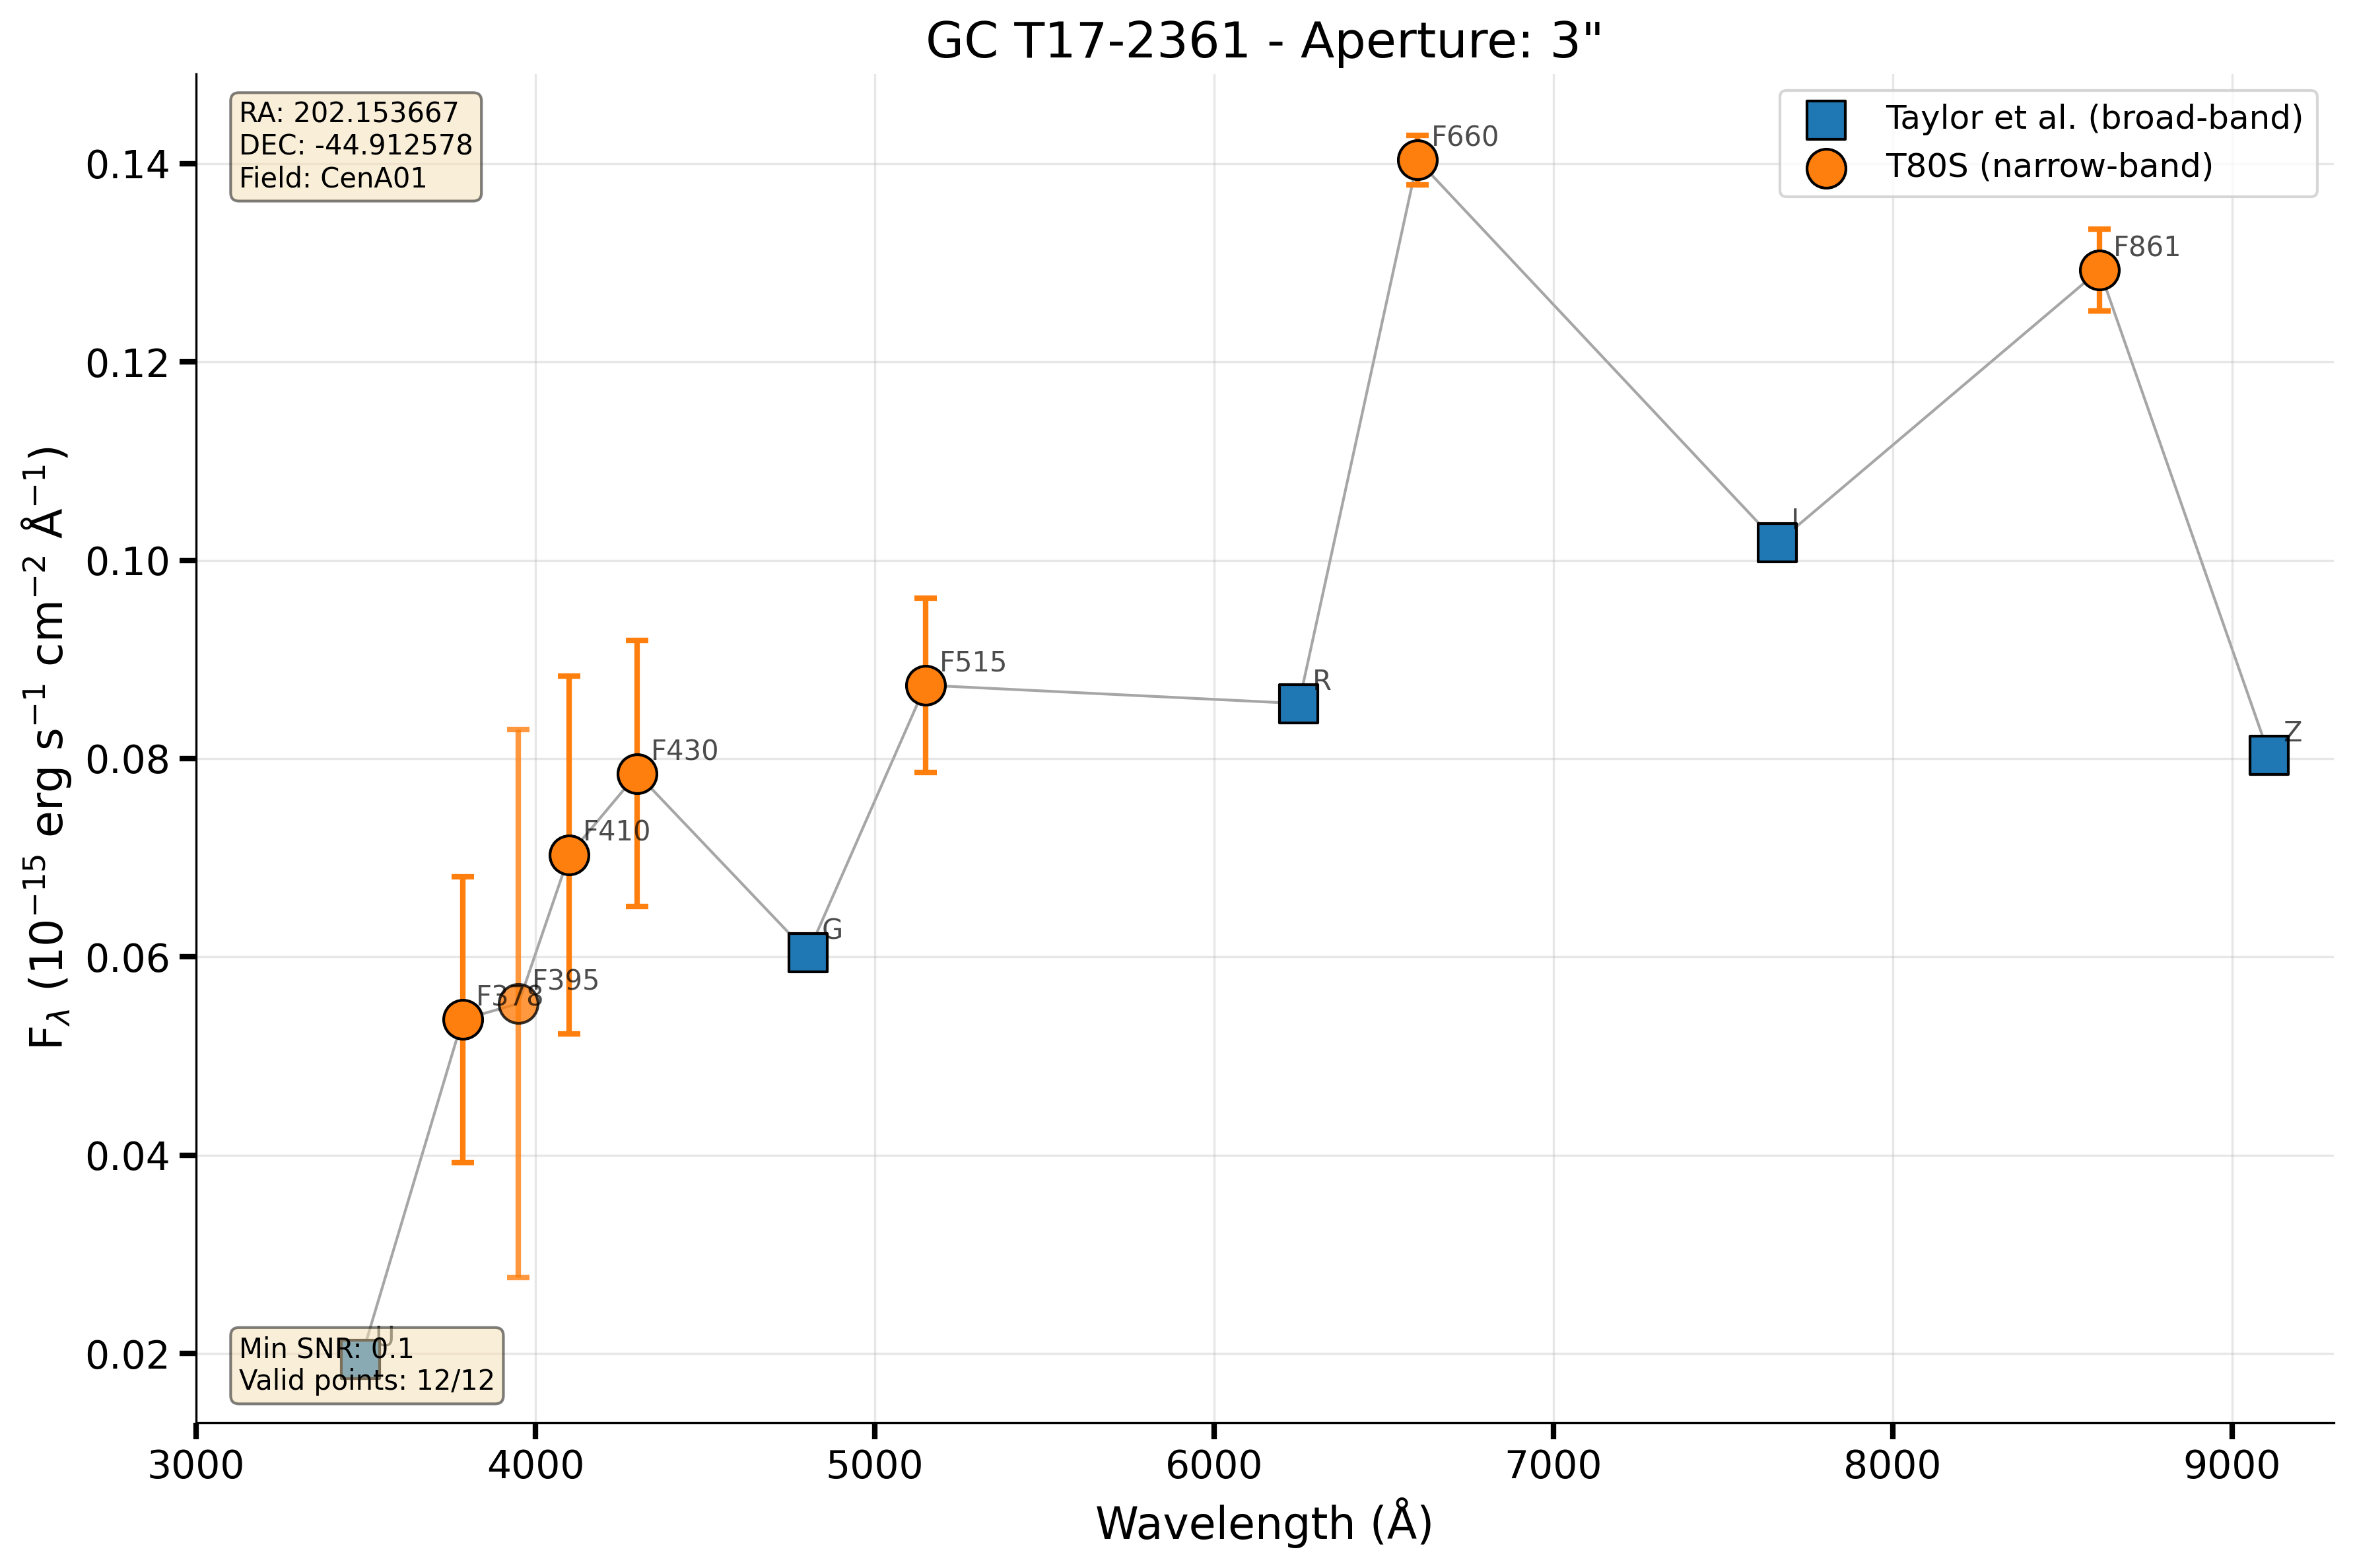 GC T17-2361 - Aperture: 3"
RA: 202.153667
DEC: -44.912578
Field: CenA01
Taylor et al. (broad-band)
T80S (narrow-band)
F660
F861
I
F515
R
Z
F430
F410
G
F395
F378
U
Min SNR: 0.1
Valid points: 12/12
0.14
0.12
0.10
0.08
0.06
0.04
0.02
Fλ (10⁻¹⁵ erg s⁻¹ cm⁻² Å⁻¹)
3000 4000 5000 6000 7000 8000 9000
Wavelength (Å)